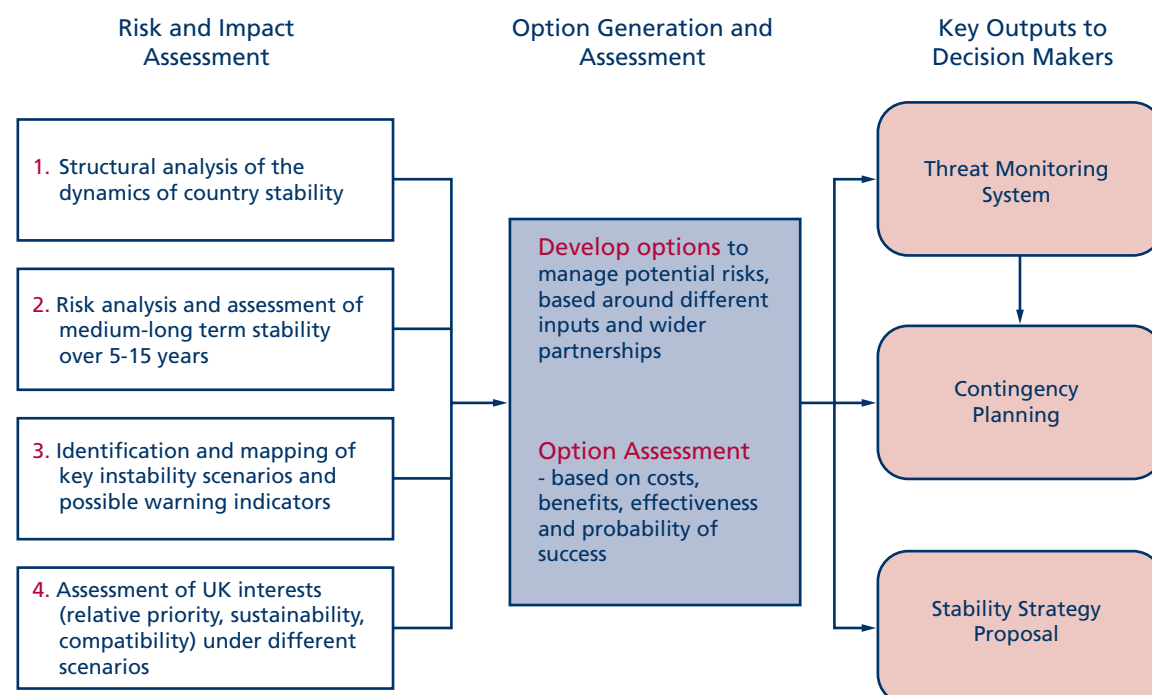 Risk and Impact
Assessment
Option Generation and
Assessment
Key Outputs to
Decision Makers
1. Structural analysis of the
dynamics of country stability
2. Risk analysis and assessment of
medium-long term stability
over 5-15 years
3. Identification and mapping of
key instability scenarios and
possible warning indicators
4. Assessment of UK interests
(relative priority, sustainability,
compatibility) under different
scenarios
Develop options to
manage potential risks,
based around different
inputs and wider
partnerships
Option Assessment
- based on costs,
benefits, effectiveness
and probability of
success
Threat Monitoring
System
Contingency
Planning
Stability Strategy
Proposal